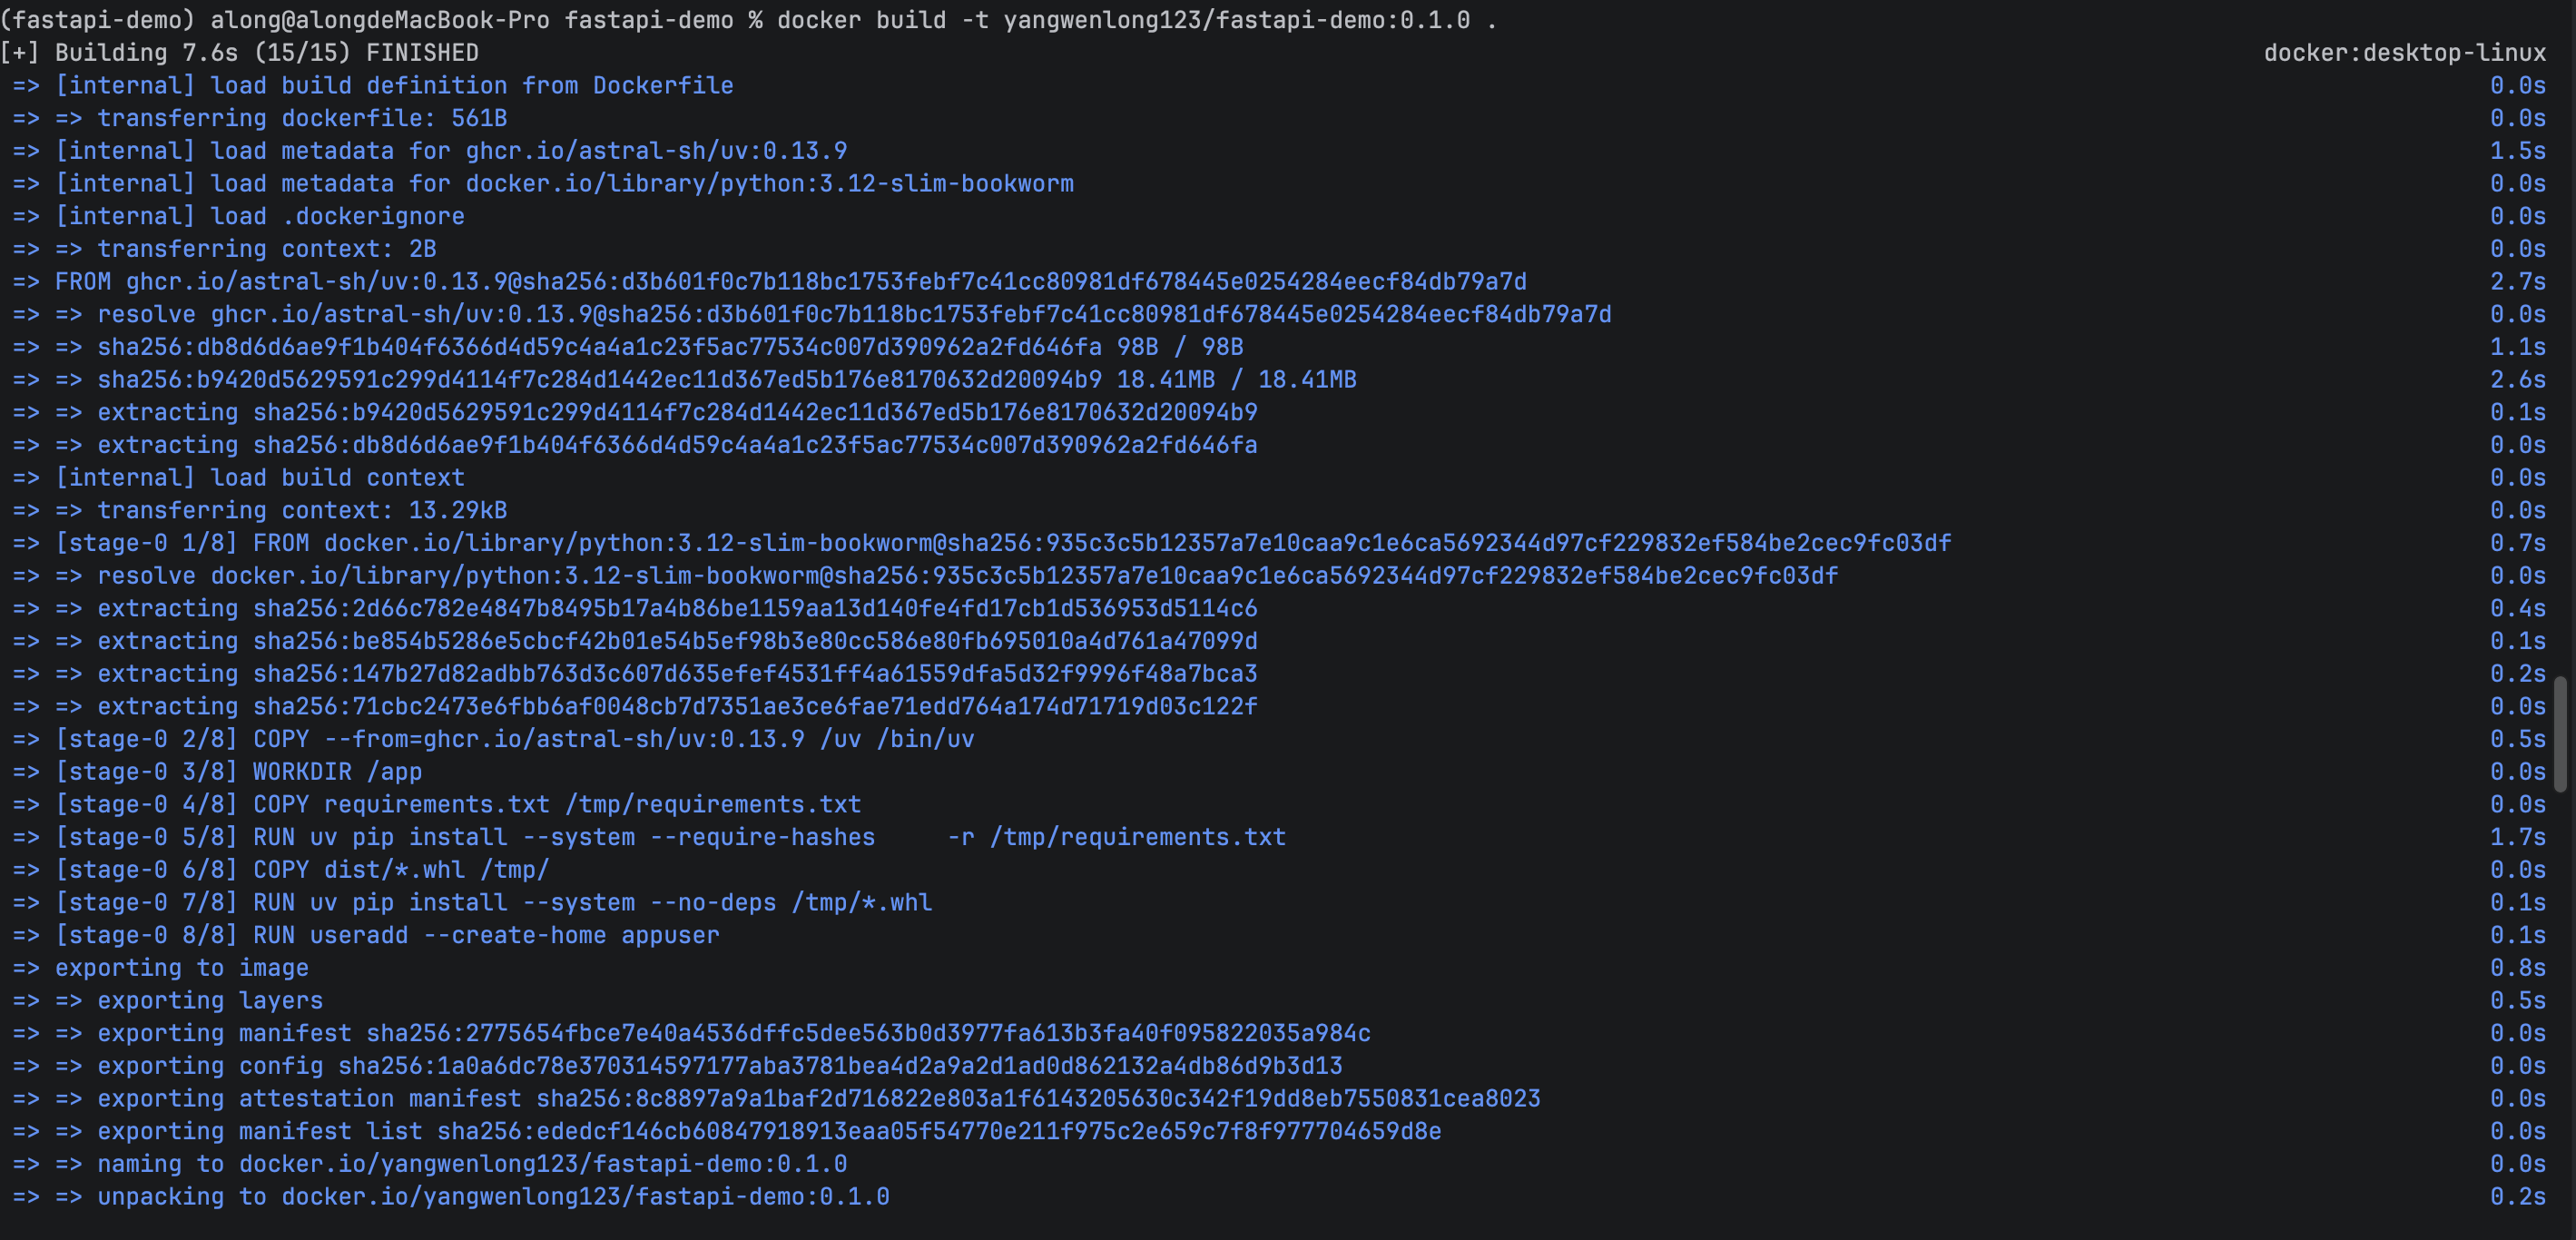 (fastapi-demo) along@alongdeMacBook-Pro fastapi-demo % docker build -t yangwenlong123/fastapi-demo:0.1.0 .
[+] Building 7.6s (15/15) FINISHED docker:desktop-linux
=> [internal] load build definition from Dockerfile 0.0s
=> => transferring dockerfile: 561B 0.0s
=> [internal] load metadata for ghcr.io/astral-sh/uv:0.13.9 1.5s
=> [internal] load metadata for docker.io/library/python:3.12-slim-bookworm 0.0s
=> [internal] load .dockerignore 0.0s
=> => transferring context: 2B 0.0s
=> FROM ghcr.io/astral-sh/uv:0.13.9@sha256:d3b601f0c7b118bc1753febf7c41cc80981df678445e0254284eecf84db79a7d 2.7s
=> => resolve ghcr.io/astral-sh/uv:0.13.9@sha256:d3b601f0c7b118bc1753febf7c41cc80981df678445e0254284eecf84db79a7d 0.0s
=> => sha256:db8d6d6ae9f1b404f6366d4d59c4a4a1c23f5ac77534c007d390962a2fd646fa 98B / 98B 1.1s
=> => sha256:b9420d5629591c299d4114f7c284d1442ec11d367ed5b176e8170632d20094b9 18.41MB / 18.41MB 2.6s
=> => extracting sha256:b9420d5629591c299d4114f7c284d1442ec11d367ed5b176e8170632d20094b9 0.1s
=> => extracting sha256:db8d6d6ae9f1b404f6366d4d59c4a4a1c23f5ac77534c007d390962a2fd646fa 0.0s
=> [internal] load build context 0.0s
=> => transferring context: 13.29kB 0.0s
=> [stage-0 1/8] FROM docker.io/library/python:3.12-slim-bookworm@sha256:935c3c5b12357a7e10caa9c1e6ca5692344d97cf229832ef584be2cec9fc03df 0.7s
=> => resolve docker.io/library/python:3.12-slim-bookworm@sha256:935c3c5b12357a7e10caa9c1e6ca5692344d97cf229832ef584be2cec9fc03df 0.0s
=> => extracting sha256:2d66c782e4847b8495b17a4b86be1159aa13d140fe4fd17cb1d536953d5114c6 0.4s
=> => extracting sha256:be854b5286e5cbcf42b01e54b5ef98b3e80cc586e80fb695010a4d761a47099d 0.1s
=> => extracting sha256:147b27d82adbb763d3c607d635efef4531ff4a61559dfa5d32f9996f48a7bca3 0.2s
=> => extracting sha256:71cbc2473e6fbb6af0048cb7d7351ae3ce6fae71edd764a174d71719d03c122f 0.0s
=> [stage-0 2/8] COPY --from=ghcr.io/astral-sh/uv:0.13.9 /uv /bin/uv 0.5s
=> [stage-0 3/8] WORKDIR /app 0.0s
=> [stage-0 4/8] COPY requirements.txt /tmp/requirements.txt 0.0s
=> [stage-0 5/8] RUN uv pip install --system --require-hashes     -r /tmp/requirements.txt 1.7s
=> [stage-0 6/8] COPY dist/*.whl /tmp/ 0.0s
=> [stage-0 7/8] RUN uv pip install --system --no-deps /tmp/*.whl 0.1s
=> [stage-0 8/8] RUN useradd --create-home appuser 0.1s
=> exporting to image 0.8s
=> => exporting layers 0.5s
=> => exporting manifest sha256:2775654fbce7e40a4536dffc5dee563b0d3977fa613b3fa40f095822035a984c 0.0s
=> => exporting config sha256:1a0a6dc78e370314597177aba3781bea4d2a9a2d1ad0d862132a4db86d9b3d13 0.0s
=> => exporting attestation manifest sha256:8c8897a9a1baf2d716822e803a1f6143205630c342f19dd8eb7550831cea8023 0.0s
=> => exporting manifest list sha256:ededcf146cb60847918913eaa05f54770e211f975c2e659c7f8f977704659d8e 0.0s
=> => naming to docker.io/yangwenlong123/fastapi-demo:0.1.0 0.0s
=> => unpacking to docker.io/yangwenlong123/fastapi-demo:0.1.0 0.2s